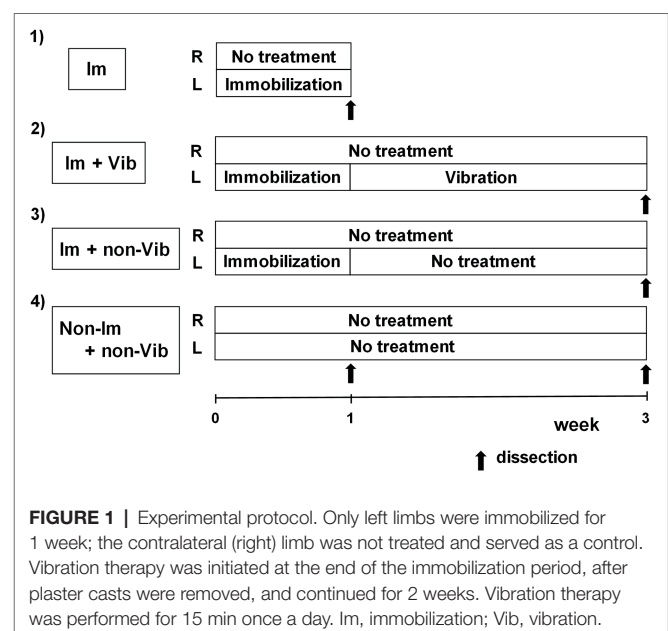 1)
Im
R No treatment
L Immobilization
2)
Im + Vib
R No treatment
L Immobilization Vibration
3)
Im + non-Vib
R No treatment
L Immobilization No treatment
4)
Non-Im
+ non-Vib
R No treatment
L No treatment
0 1 week 3
dissection
FIGURE 1 | Experimental protocol. Only left limbs were immobilized for
1 week; the contralateral (right) limb was not treated and served as a control.
Vibration therapy was initiated at the end of the immobilization period, after
plaster casts were removed, and continued for 2 weeks. Vibration therapy
was performed for 15 min once a day. Im, immobilization; Vib, vibration.